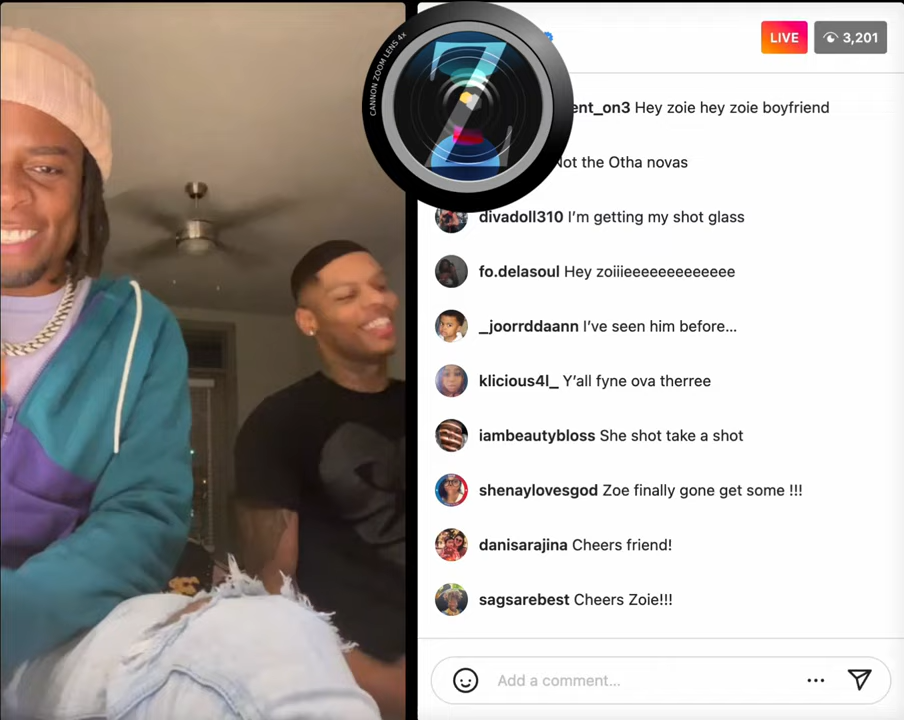 CANNON ZOOM LENS 4x
Z
LIVE
3,201
ent_on3 Hey zoie hey zoie boyfriend
Not the Otha novas
divadoll310 I'm getting my shot glass
fo.delasoul Hey zoiiieeeeeeeeeeeee
_joorrddaann I've seen him before...
klicious4l_ Y'all fyne ova therree
iambeautybloss She shot take a shot
shenaylovesgod Zoe finally gone get some !!!
danisarajina Cheers friend!
sagsarebest Cheers Zoie!!!
Add a comment...